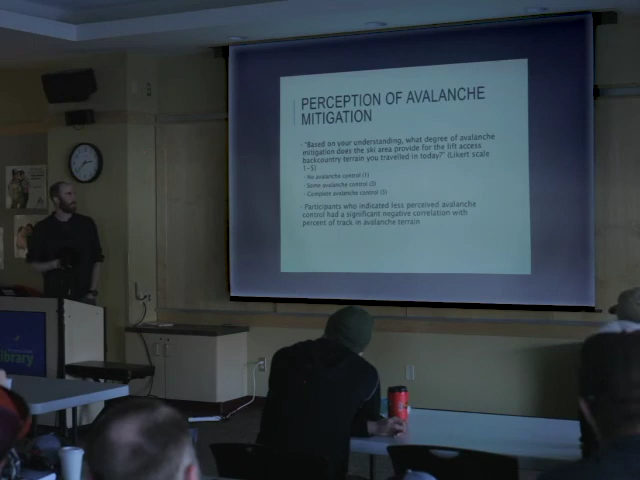 PERCEPTION OF AVALANCHE
MITIGATION
- "Based on your understanding, what degree of avalanche
mitigation does the ski area provide for the lift access
backcountry terrain you travelled in today?" (Likert scale
1-5)
- No avalanche control (1)
- Some avalanche control (3)
- Complete avalanche control (5)
- Participants who indicated less perceived avalanche
control had a significant negative correlation with
percent of track in avalanche terrain
library